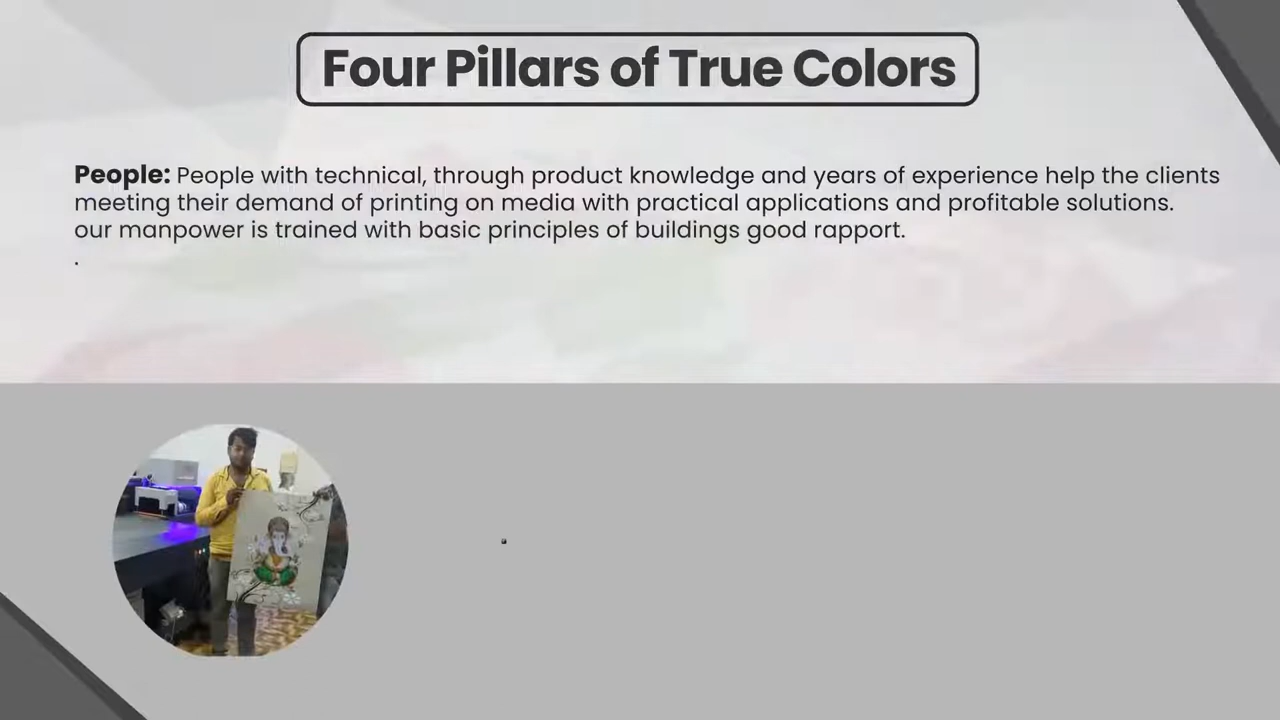 Four Pillars of True Colors
People: People with technical, through product knowledge and years of experience help the clients
meeting their demand of printing on media with practical applications and profitable solutions.
our manpower is trained with basic principles of buildings good rapport.
.